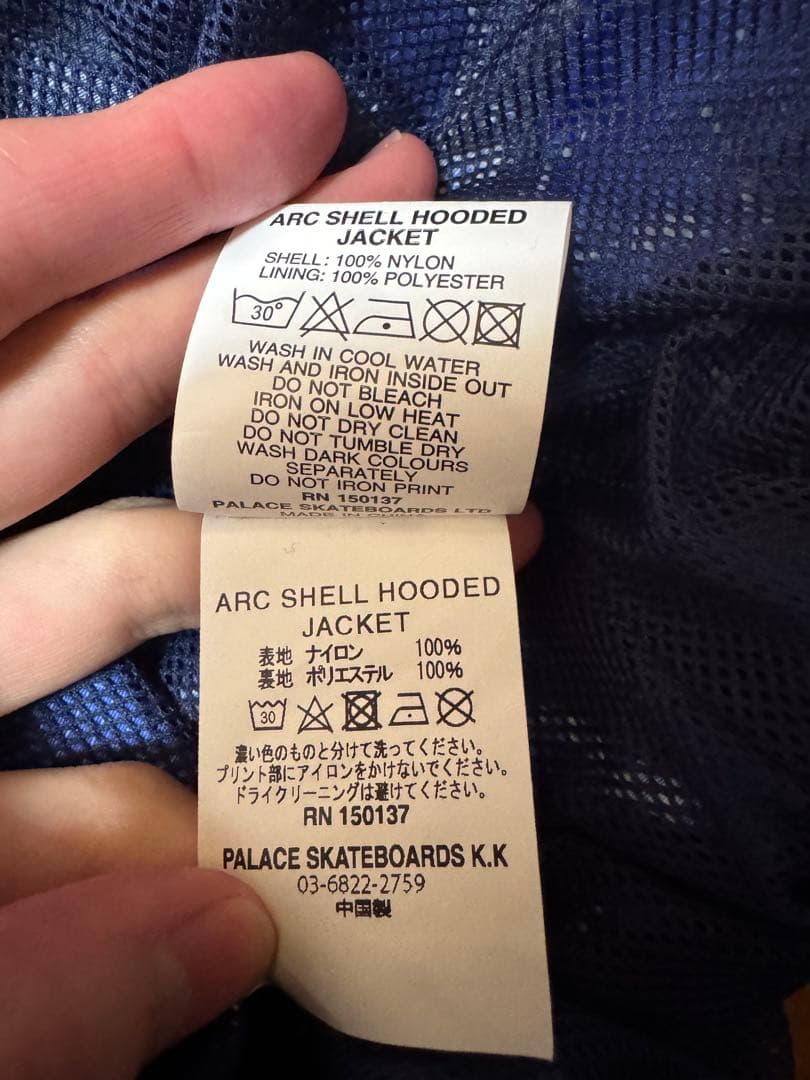 ARC SHELL HOODED
JACKET
SHELL: 100% NYLON
LINING: 100% POLYESTER
30°
WASH IN COOL WATER
WASH AND IRON INSIDE OUT
DO NOT BLEACH
IRON ON LOW HEAT
DO NOT DRY CLEAN
DO NOT TUMBLE DRY
WASH DARK COLOURS
SEPARATELY
DO NOT IRON PRINT
RN 150137
PALACE SKATEBOARDS LTD
MADE IN CHINA
ARC SHELL HOODED
JACKET
表地 ナイロン 100%
裏地 ポリエステル 100%
30
濃い色のものと分けて洗ってください。
プリント部にアイロンをかけないでください。
ドライクリーニングは避けてください。
RN 150137
PALACE SKATEBOARDS K.K
03-6822-2759
中国製